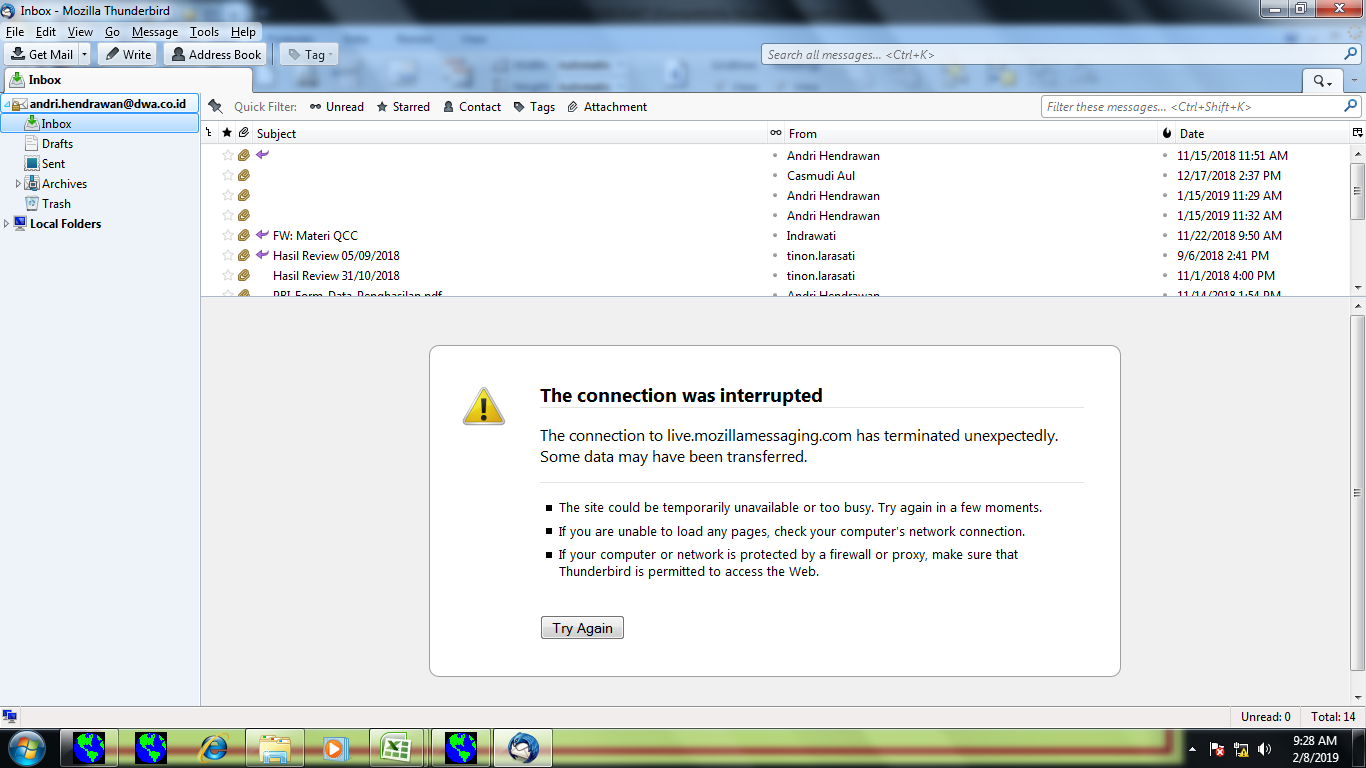 Inbox - Mozilla Thunderbird
File Edit View Go Message Tools Help
Get Mail Write Address Book Tag
Search all messages... <Ctrl+K>
Inbox
andri.hendrawan@dwa.co.id
Inbox
Drafts
Sent
Archives
Trash
Local Folders
Quick Filter: Unread Starred Contact Tags Attachment
Filter these messages... <Ctrl+Shift+K>
Subject From Date
Andri Hendrawan 11/15/2018 11:51 AM
Casmudi Aul 12/17/2018 2:37 PM
Andri Hendrawan 1/15/2019 11:29 AM
Andri Hendrawan 1/15/2019 11:32 AM
FW: Materi QCC Indrawati 11/22/2018 9:50 AM
Hasil Review 05/09/2018 tinon.larasati 9/6/2018 2:41 PM
Hasil Review 31/10/2018 tinon.larasati 11/1/2018 4:00 PM
Andri Hendrawan 11/14/2018 1:54 PM
The connection was interrupted
The connection to live.mozillamessaging.com has terminated unexpectedly.
Some data may have been transferred.
The site could be temporarily unavailable or too busy. Try again in a few moments.
If you are unable to load any pages, check your computer's network connection.
If your computer or network is protected by a firewall or proxy, make sure that
Thunderbird is permitted to access the Web.
Try Again
Unread: 0 Total: 14
9:28 AM
2/8/2019